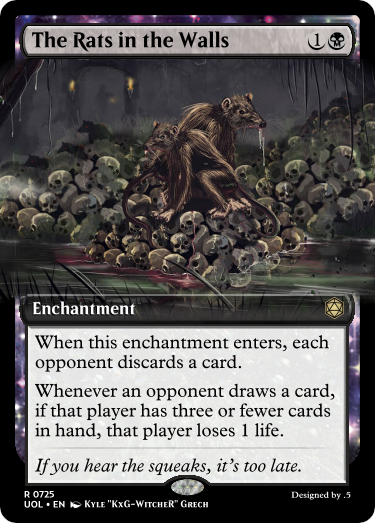 The Rats in the Walls 1
Enchantment
When this enchantment enters, each
opponent discards a card.
Whenever an opponent draws a card,
if that player has three or fewer cards
in hand, that player loses 1 life.
If you hear the squeaks, it's too late.
R 0725
UOL • EN Kyle "KxG-WitcheR" Grech
Designed by .5